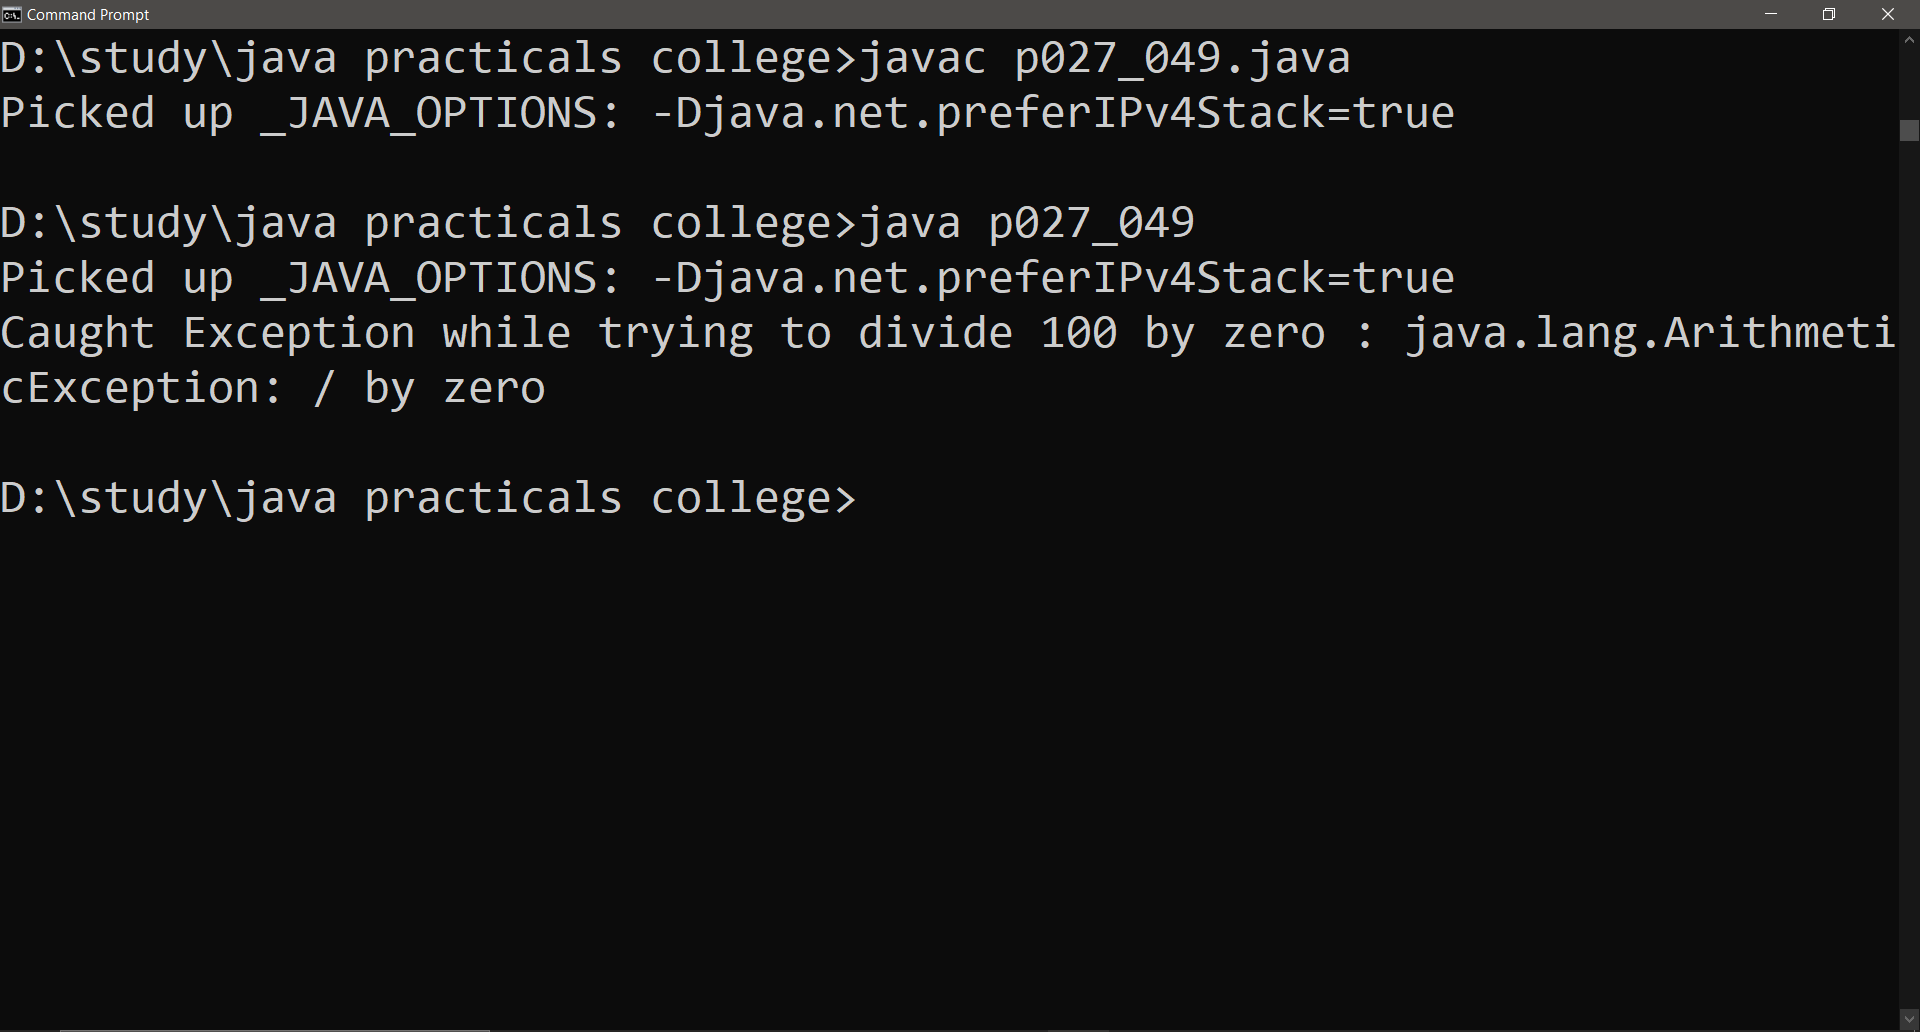 Command Prompt
D:\study\java practicals college>javac p027_049.java
Picked up _JAVA_OPTIONS: -Djava.net.preferIPv4Stack=true
D:\study\java practicals college>java p027_049
Picked up _JAVA_OPTIONS: -Djava.net.preferIPv4Stack=true
Caught Exception while trying to divide 100 by zero : java.lang.Arithmeti
cException: / by zero
D:\study\java practicals college>